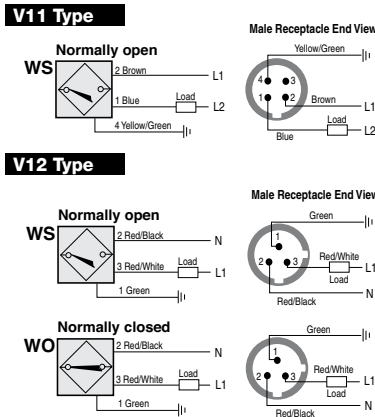 V11 Type
Male Receptacle End View
Normally open
WS
2 Brown
L1
1 Blue
Load
L2
4 Yellow/Green
Yellow/Green
4
3
1
2
Brown
L1
Load
L2
Blue
V12 Type
Male Receptacle End View
Normally open
WS
2 Red/Black
N
3 Red/White
Load
L1
1 Green
Green
1
2
3
Red/White
L1
Load
N
Red/Black
Normally closed
WO
2 Red/Black
N
3 Red/White
Load
L1
1 Green
Green
1
2
3
Red/White
L1
Load
N
Red/Black